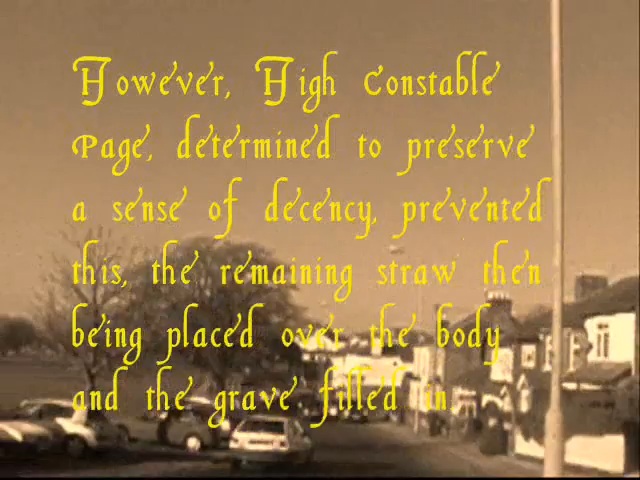 However, High Constable
Page, determined to preserve
a sense of decency, prevented
this, the remaining straw then
being placed over the body
and the grave filled in.